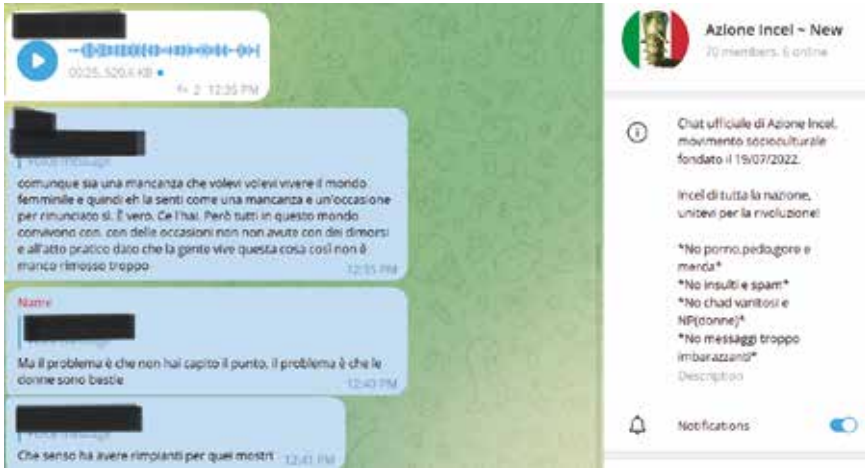 00:25, 520.6 KB
2 12:35 PM
Voice message
comunque sia una mancanza che volevi volevi vivere il mondo
femminile e quindi eh la senti come una mancanza e un'occasione
per rinunciato sì. È vero. Ce l'hai. Però tutti in questo mondo
convivono con. con delle occasioni non non avute con dei dimorsi
e all'atto pratico dato che la gente vive questa cosa così non è
manco rimosso troppo
12:35 PM
Name
Ma il problema è che non hai capito il punto, il problema è che le
donne sono bestie
12:40 PM
Voice message
Che senso ha avere rimpianti per quei mostri 12:41 PM
Azione Incel ~ New
70 members, 6 online
Chat ufficiale di Azione Incel,
movimento socioculturale
fondato il 19/07/2022.
Incel di tutta la nazione,
unitevi per la rivoluzione!
*No porno,pedo,gore e
merda*
*No insulti e spam*
*No chad vanitosi e
NP(donne)*
*No messaggi troppo
imbarazzanti*
Description
Notifications